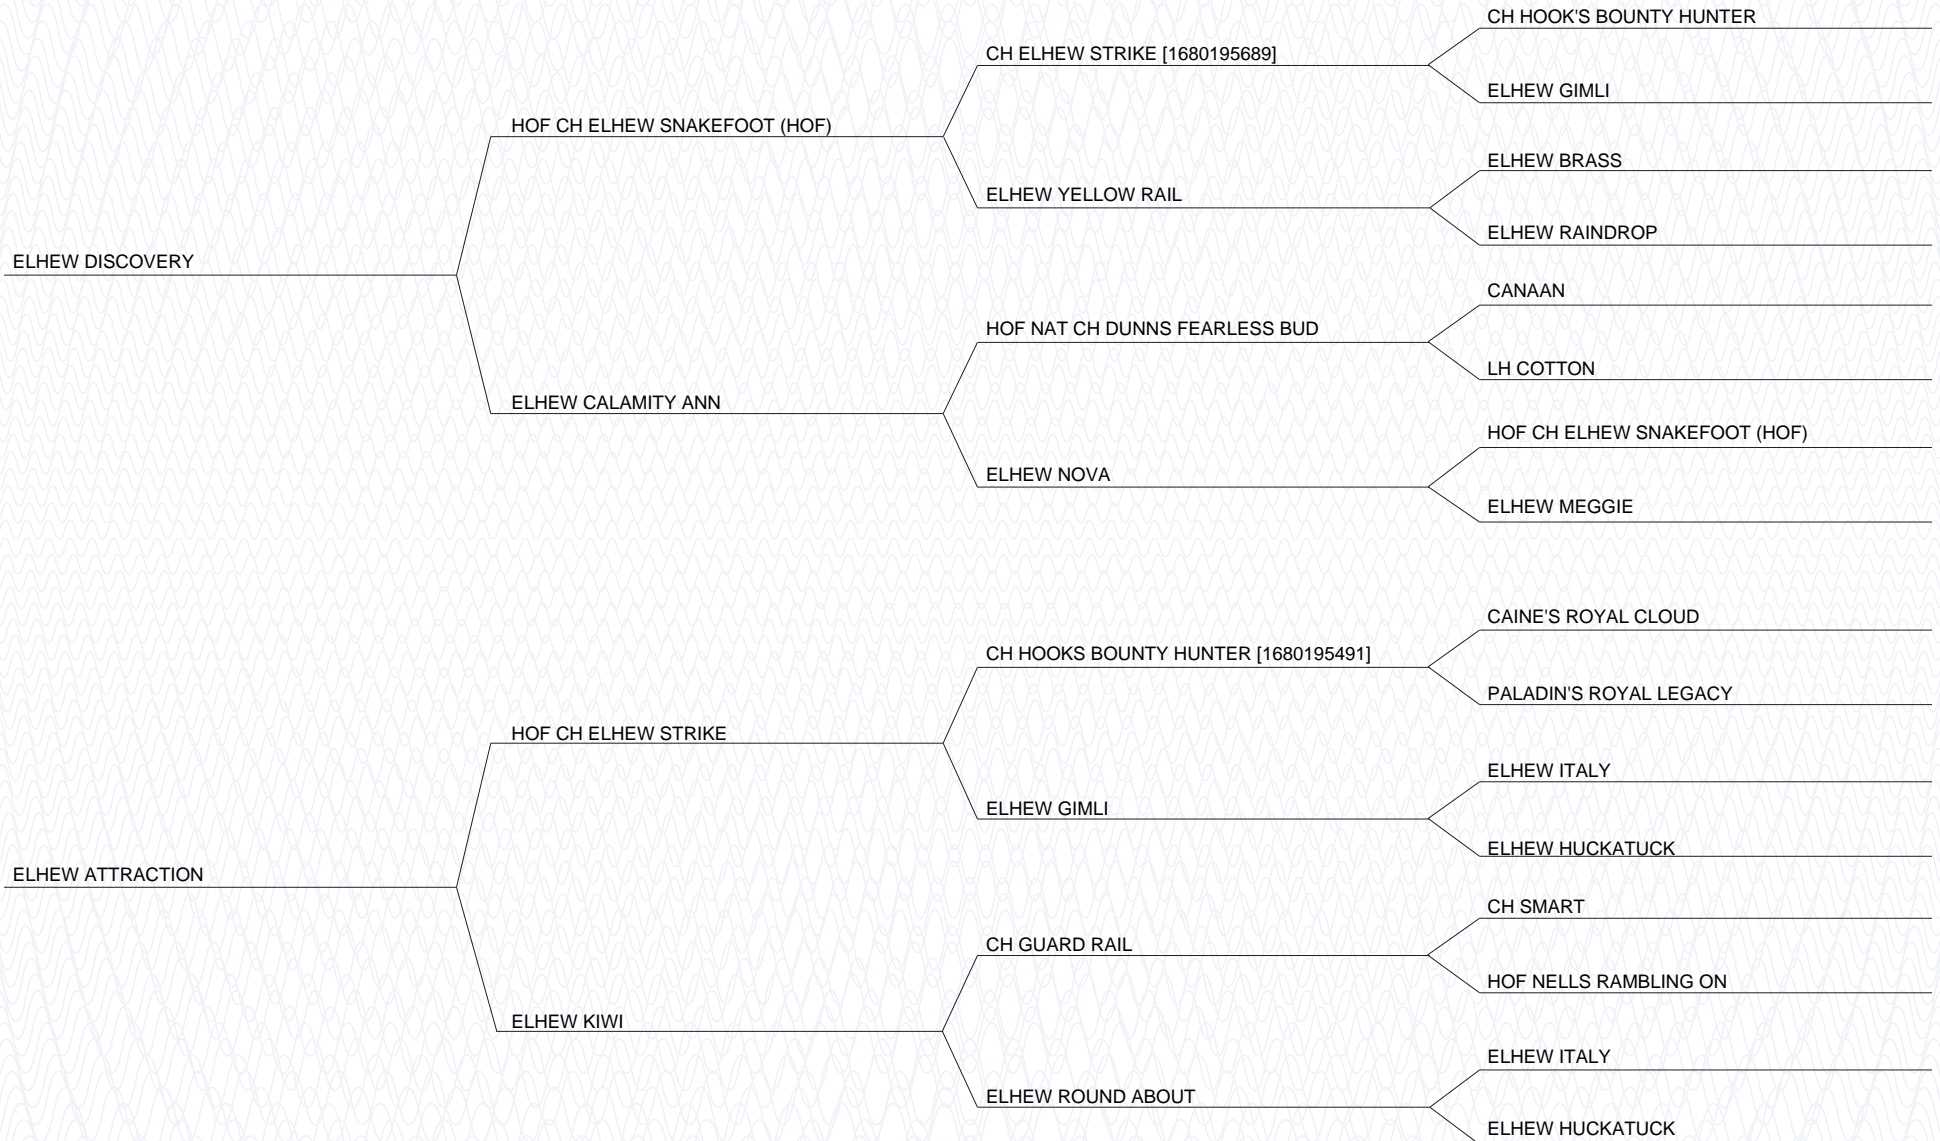 CH HOOK'S BOUNTY HUNTER
CH ELHEW STRIKE [1680195689]
ELHEW GIMLI
HOF CH ELHEW SNAKEFOOT (HOF)
ELHEW BRASS
ELHEW YELLOW RAIL
ELHEW RAINDROP
ELHEW DISCOVERY
CANAAN
HOF NAT CH DUNNS FEARLESS BUD
LH COTTON
ELHEW CALAMITY ANN
HOF CH ELHEW SNAKEFOOT (HOF)
ELHEW NOVA
ELHEW MEGGIE
CAINE'S ROYAL CLOUD
CH HOOKS BOUNTY HUNTER [1680195491]
PALADIN'S ROYAL LEGACY
HOF CH ELHEW STRIKE
ELHEW ITALY
ELHEW GIMLI
ELHEW HUCKATUCK
ELHEW ATTRACTION
CH SMART
CH GUARD RAIL
HOF NELLS RAMBLING ON
ELHEW KIWI
ELHEW ITALY
ELHEW ROUND ABOUT
ELHEW HUCKATUCK